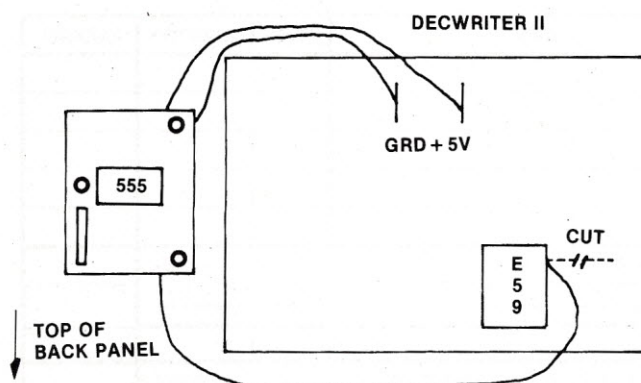 DECWRITER II
GRD + 5V
555
CUT
E
5
9
TOP OF
BACK PANEL